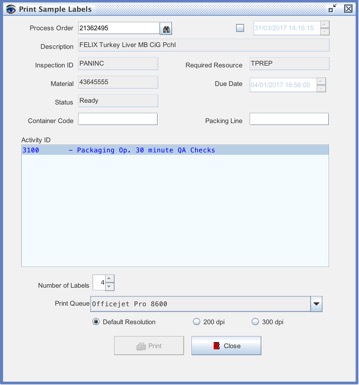 Print Sample Labels
Process Order 21362495 31/03/2017 14:16:15
Description FELIX Turkey Liver MB CiG Pchl
Inspection ID PANINC Required Resource TPREP
Material 43645555 Due Date 04/01/2017 16:56:00
Status Ready
Container Code Packing Line
Activity ID
3100 - Packaging Op. 30 minute QA Checks
Number of Labels 4
Print Queue Officejet Pro 8600
Default Resolution 200 dpi 300 dpi
Print Close